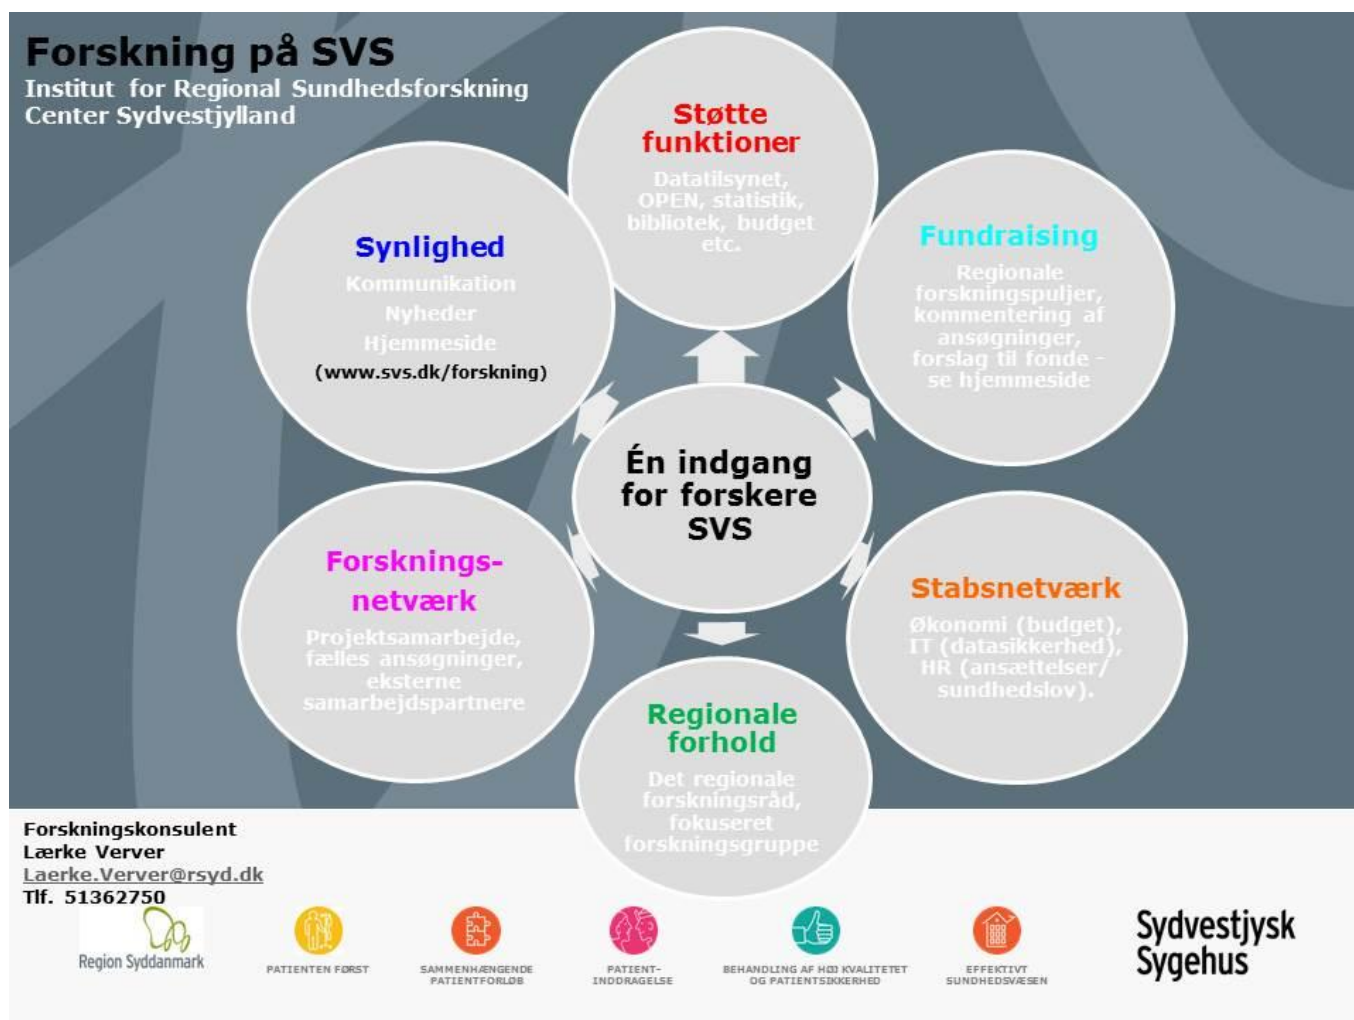 Forskning på SVS
Institut for Regional Sundhedsforskning
Center Sydvestjylland
Støtte
funktioner
Datatilsynet,
OPEN, statistik,
bibliotek, budget
etc.
Fundraising
Regionale
forskningspuljer,
kommentering af
ansøgninger,
forslag til fonde -
se hjemmeside
Synlighed
Kommunikation
Nyheder
Hjemmeside
(www.svs.dk/forskning)
Én indgang
for forskere
SVS
Forsknings-
netværk
Projektsamarbejde,
fælles ansøgninger,
eksterne
samarbejdspartnere
Stabsnetværk
Økonomi (budget),
IT (datasikkerhed),
HR (ansættelser/
sundhedslov).
Regionale
forhold
Det regionale
forskningsråd,
fokuseret
forskningsgruppe
Forskningskonsulent
Lærke Verver
Laerke.Verver@rsyd.dk
Tlf. 51362750
Region Syddanmark
PATIENTEN FØRST
SAMMENHÆNGENDE
PATIENTFORLØB
PATIENT-
INDDRAGELSE
BEHANDLING AF HØJ KVALITETET
OG PATIENTSIKKERHED
EFFEKTIVT
SUNDHEDSVÆSEN
Sydvestjysk
Sygehus